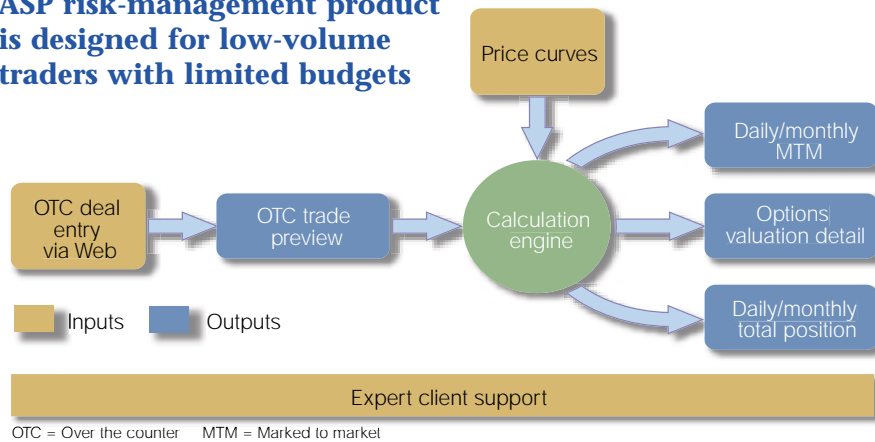 ASP risk-management product
is designed for low-volume
traders with limited budgets
Price curves
Daily/monthly
MTM
OTC deal
entry
via Web
OTC trade
preview
Calculation
engine
Options
valuation detail
Daily/monthly
total position
Inputs
Outputs
Expert client support
OTC = Over the counter MTM = Marked to market